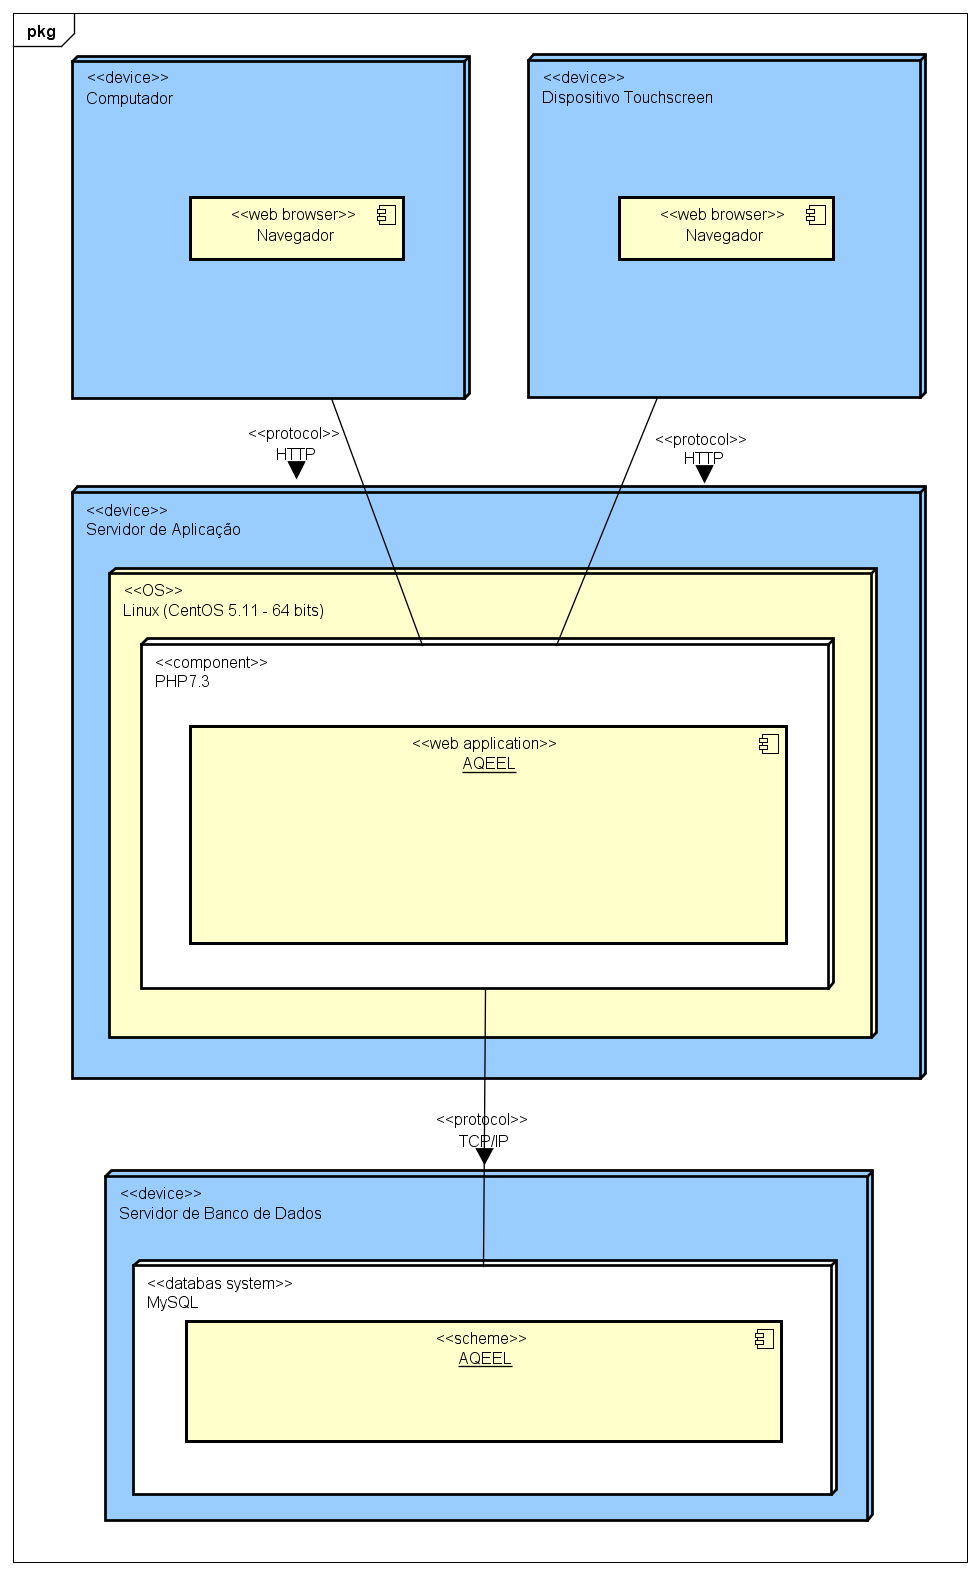 pkg
<<device>>
Computador
<<web browser>>
Navegador
<<device>>
Dispositivo Touchscreen
<<web browser>>
Navegador
<<protocol>>
HTTP
<<protocol>>
HTTP
<<device>>
Servidor de Aplicação
<<OS>>
Linux (CentOS 5.11 - 64 bits)
<<component>>
PHP7.3
<<web application>>
AQEEL
<<protocol>>
TCP/IP
<<device>>
Servidor de Banco de Dados
<<databas system>>
MySQL
<<scheme>>
AQEEL